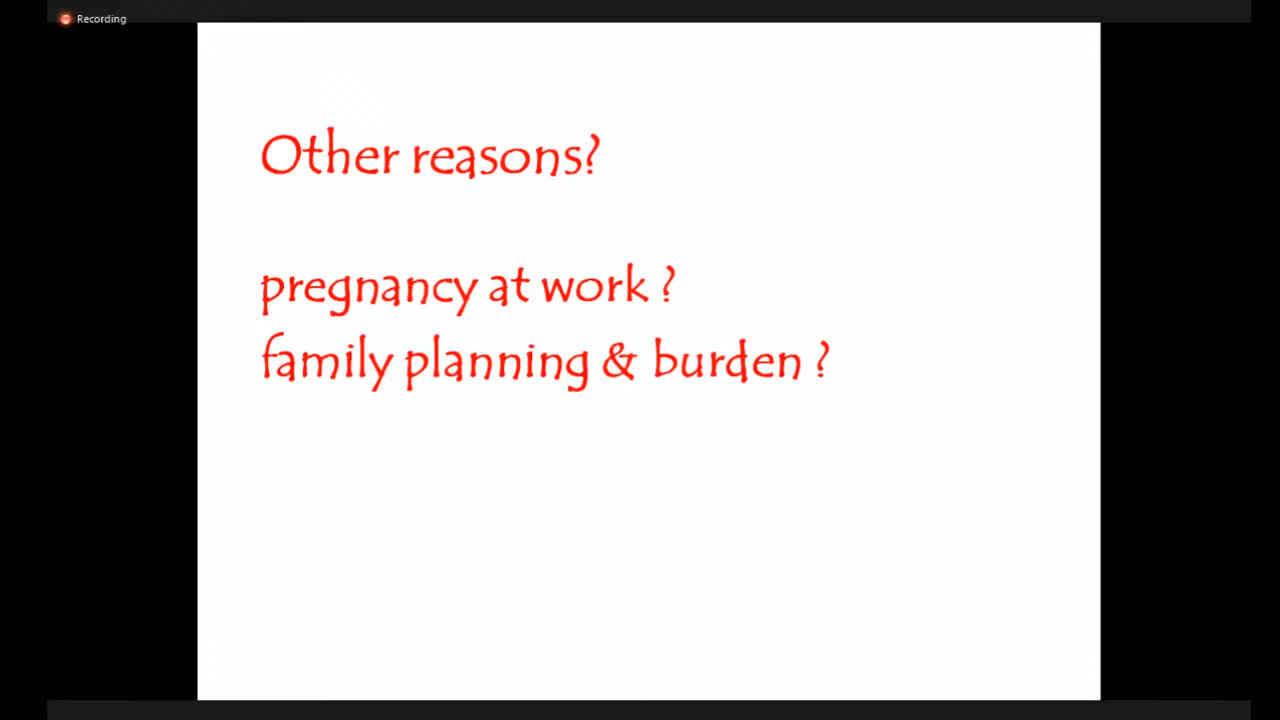 Recording
Other reasons?
pregnancy at work ?
family planning & burden ?